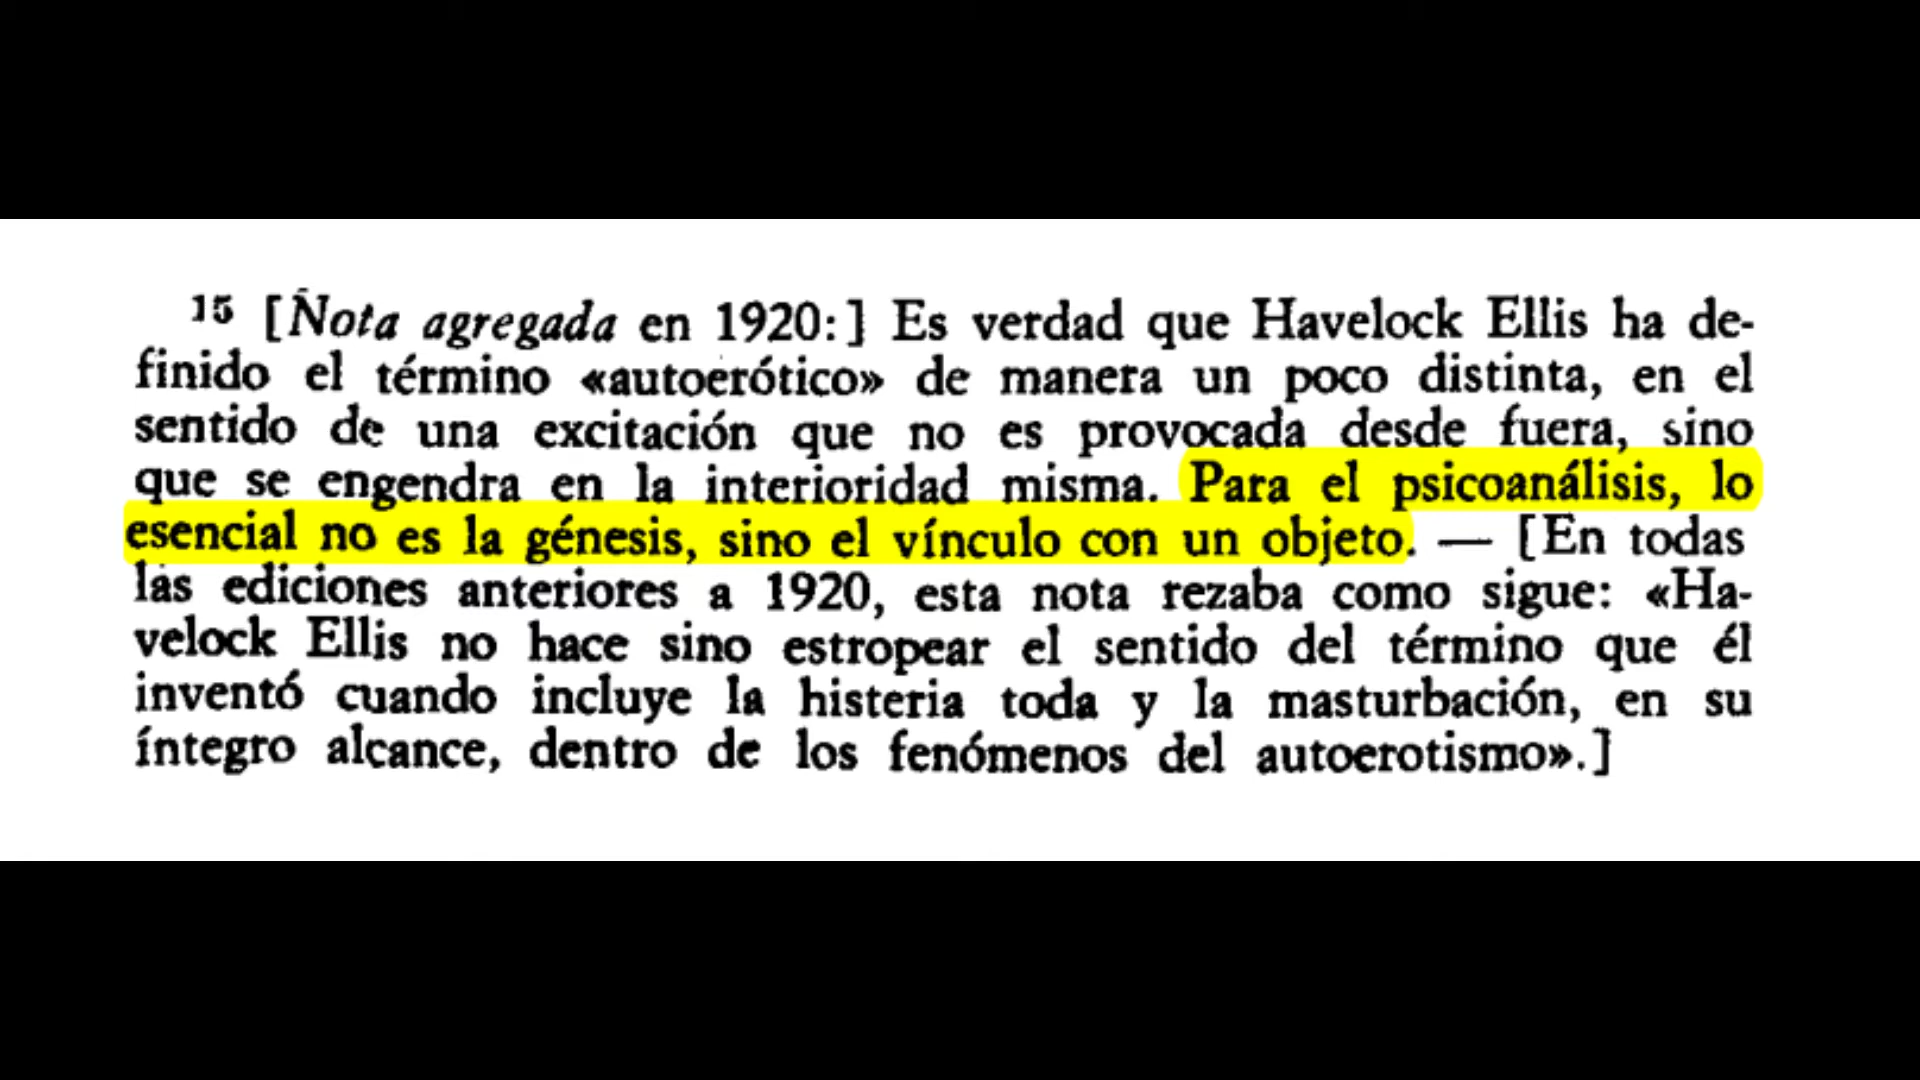 15 [Nota agregada en 1920:] Es verdad que Havelock Ellis ha de-
finido el término «autoerótico» de manera un poco distinta, en el
sentido de una excitación que no es provocada desde fuera, sino
que se engendra en la interioridad misma. Para el psicoanálisis, lo
esencial no es la génesis, sino el vínculo con un objeto. — [En todas
las ediciones anteriores a 1920, esta nota rezaba como sigue: «Ha-
velock Ellis no hace sino estropear el sentido del término que él
inventó cuando incluye la histeria toda y la masturbación, en su
íntegro alcance, dentro de los fenómenos del autoerotismo».]